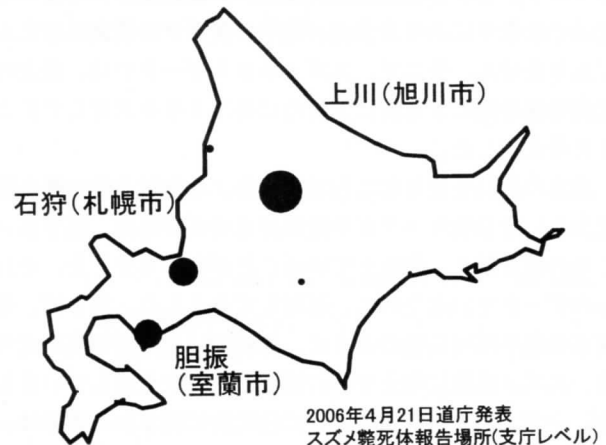 上川(旭川市)
石狩(札幌市)
胆振
(室蘭市)
2006年4月21日道庁発表
スズメ斃死体報告場所(支庁レベル)